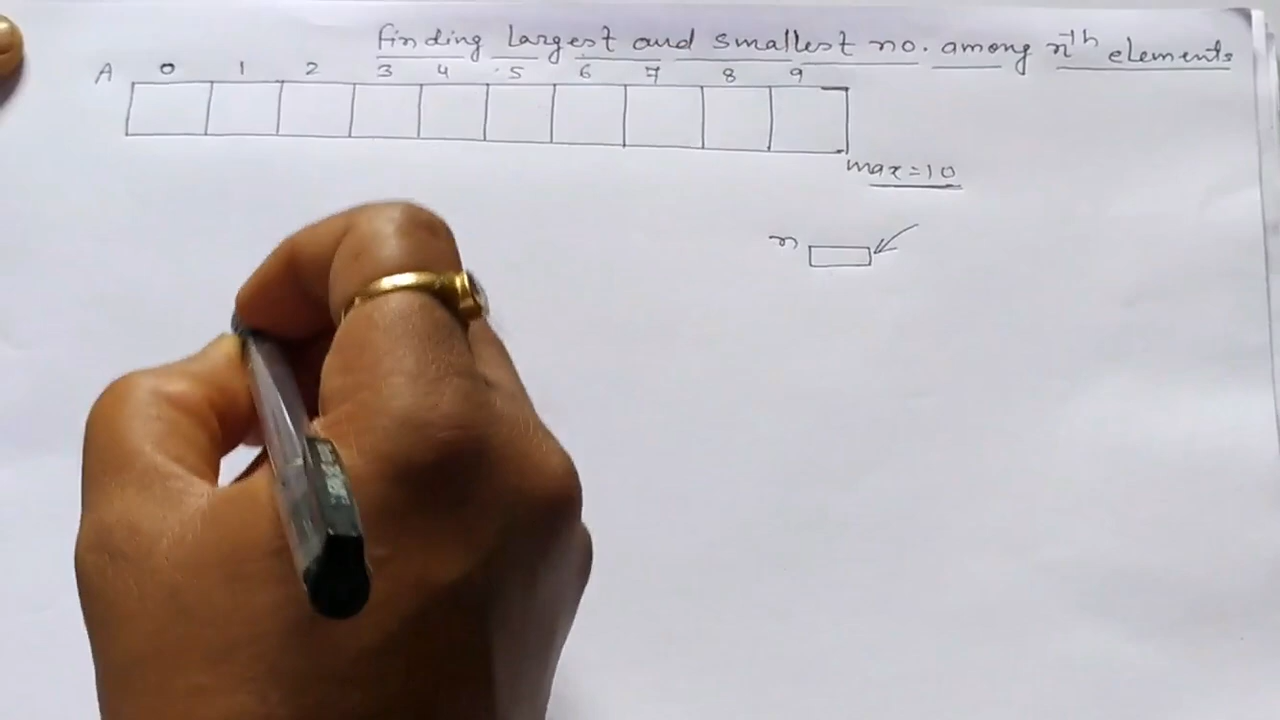 Finding Largest and smallest no. among nth elements
A 0 1 2 3 4 5 6 7 8 9
max=10
n